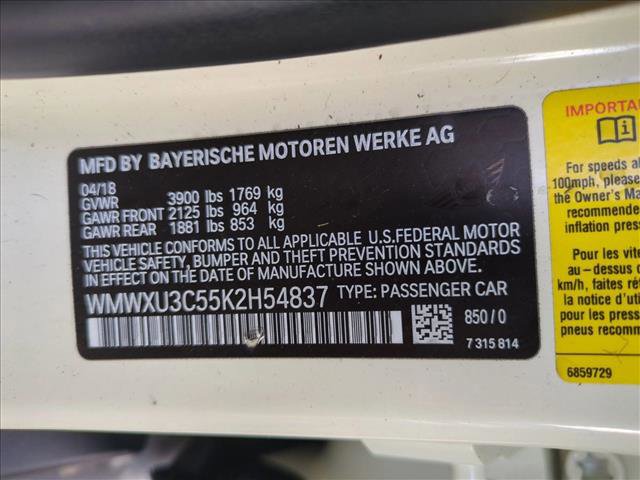 MFD BY BAYERISCHE MOTOREN WERKE AG
04/18
GVWR 3900 lbs 1769 kg
GAWR FRONT 2125 lbs 964 kg
GAWR REAR 1881 lbs 853 kg
THIS VEHICLE CONFORMS TO ALL APPLICABLE U.S.FEDERAL MOTOR
VEHICLE SAFETY, BUMPER AND THEFT PREVENTION STANDARDS
IN EFFECT ON THE DATE OF MANUFACTURE SHOWN ABOVE.
WMWXU3C55K2H54837 TYPE: PASSENGER CAR
850/0
7 315 814
IMPORTA
For speeds a
100mph, please
the Owner's Ma
recommende
inflation press
Pour les vite
au-dessus d
km/h, faites ré
la notice d'u
pour les press
pneus recomm
6859729